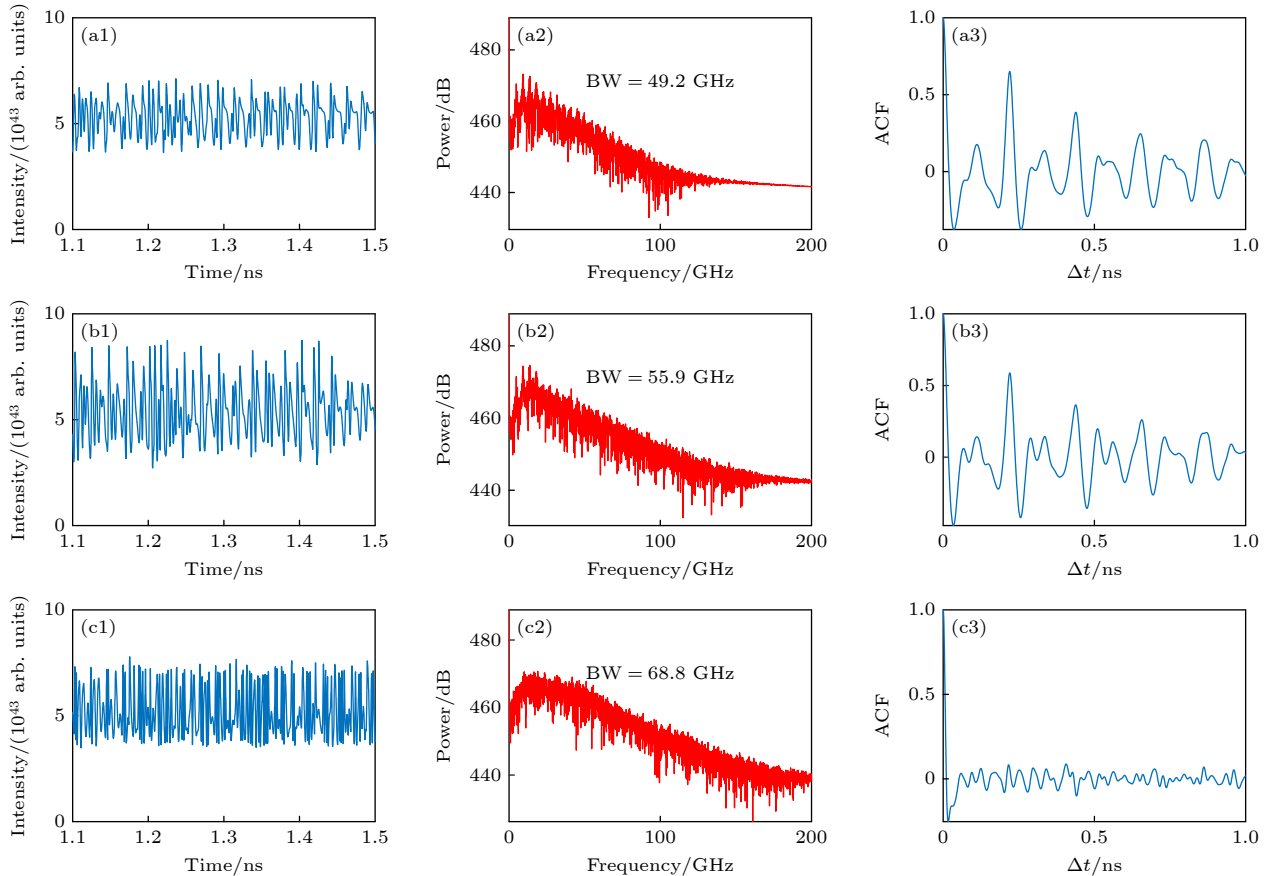 (a1)
Intensity/(10⁴³ arb. units)
10
5
0
1.1 1.2 1.3 1.4 1.5
Time/ns
(a2)
BW = 49.2 GHz
Power/dB
480
460
440
0 100 200
Frequency/GHz
(a3)
ACF
1.0
0.5
0
0 0.5 1.0
Δt/ns
(b1)
Intensity/(10⁴³ arb. units)
10
5
0
1.1 1.2 1.3 1.4 1.5
Time/ns
(b2)
BW = 55.9 GHz
Power/dB
480
460
440
0 100 200
Frequency/GHz
(b3)
ACF
1.0
0.5
0
0 0.5 1.0
Δt/ns
(c1)
Intensity/(10⁴³ arb. units)
10
5
0
1.1 1.2 1.3 1.4 1.5
Time/ns
(c2)
BW = 68.8 GHz
Power/dB
480
460
440
0 100 200
Frequency/GHz
(c3)
ACF
1.0
0.5
0
0 0.5 1.0
Δt/ns